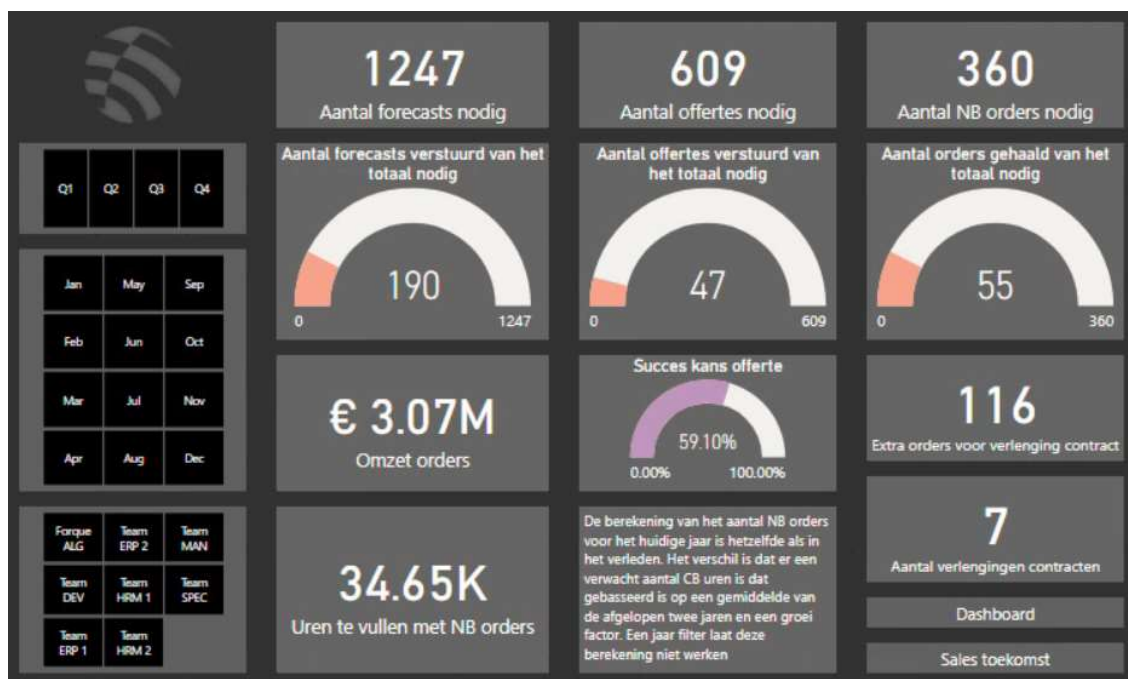 1247
Aantal forecasts nodig
609
Aantal offertes nodig
360
Aantal NB orders nodig
Q1 Q2 Q3 Q4
Aantal forecasts verstuurd van het
totaal nodig
190
0 1247
Aantal offertes verstuurd van
het totaal nodig
47
0 609
Aantal orders gehaald van het
totaal nodig
55
0 360
Jan May Sep
Feb Jun Oct
Mar Jul Nov
Apr Aug Dec
€ 3.07M
Omzet orders
Succes kans offerte
59.10%
0.00% 100.00%
116
Extra orders voor verlenging contract
Forque
ALG
Team
ERP 2
Team
MAN
Team
DEV
Team
HRM 1
Team
SPEC
Team
ERP 1
Team
HRM 2
34.65K
Uren te vullen met NB orders
De berekening van het aantal NB orders
voor het huidige jaar is hetzelfde als in
het verleden. Het verschil is dat er een
verwacht aantal CB uren is dat
gebasseerd is op een gemiddelde van
de afgelopen twee jaren en een groei
factor. Een jaar filter laat deze
berekening niet werken
7
Aantal verlengingen contracten
Dashboard
Sales toekomst